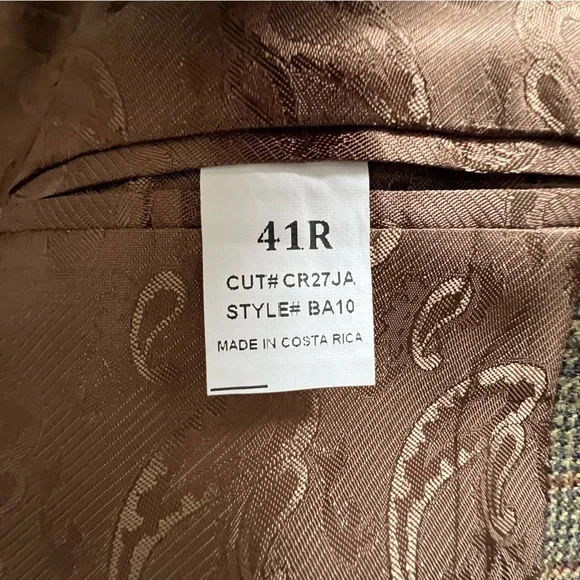 41R
CUT# CR27JA
STYLE# BA10
MADE IN COSTA RICA